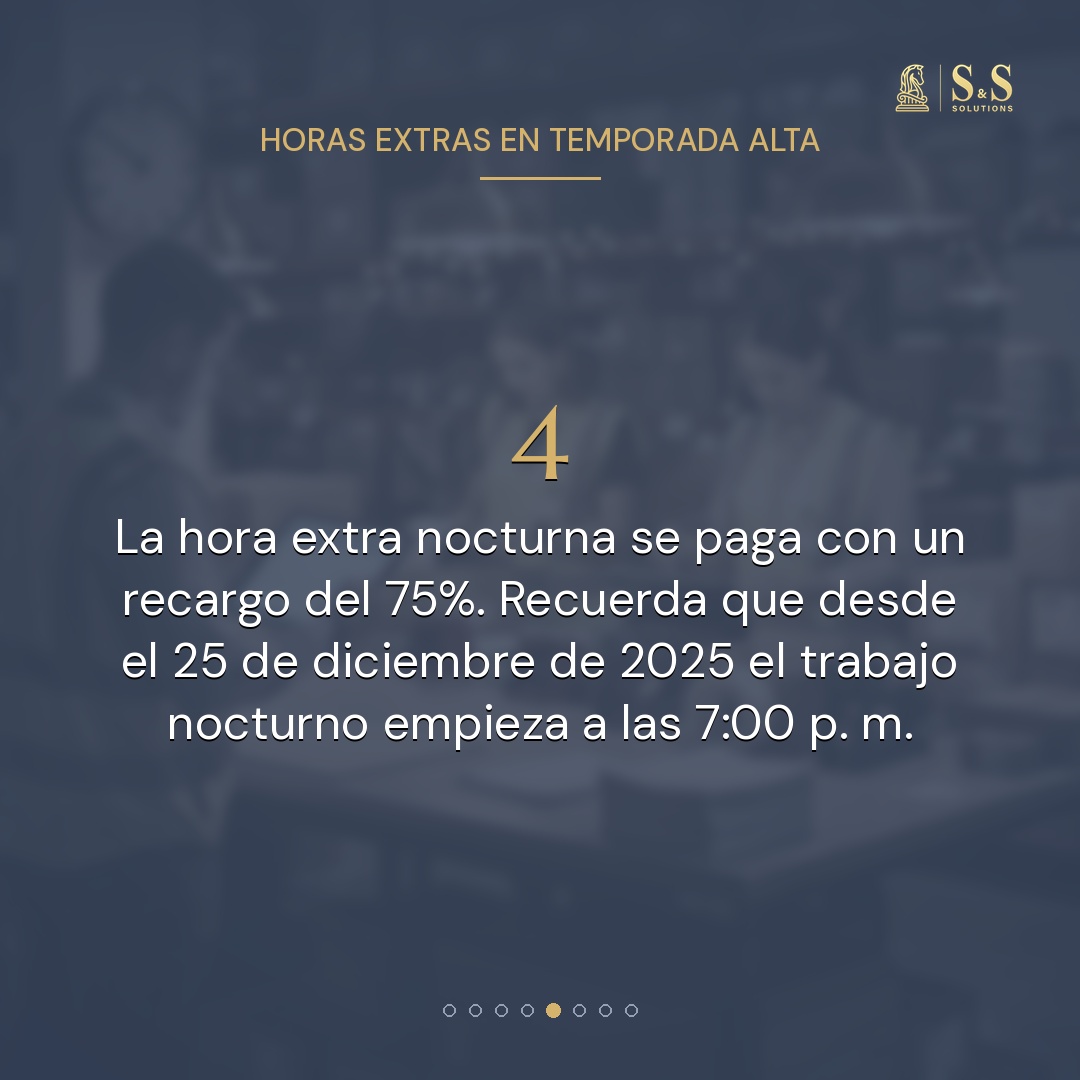 S&S
SOLUTIONS
HORAS EXTRAS EN TEMPORADA ALTA
4
La hora extra nocturna se paga con un
recargo del 75%. Recuerda que desde
el 25 de diciembre de 2025 el trabajo
nocturno empieza a las 7:00 p. m.